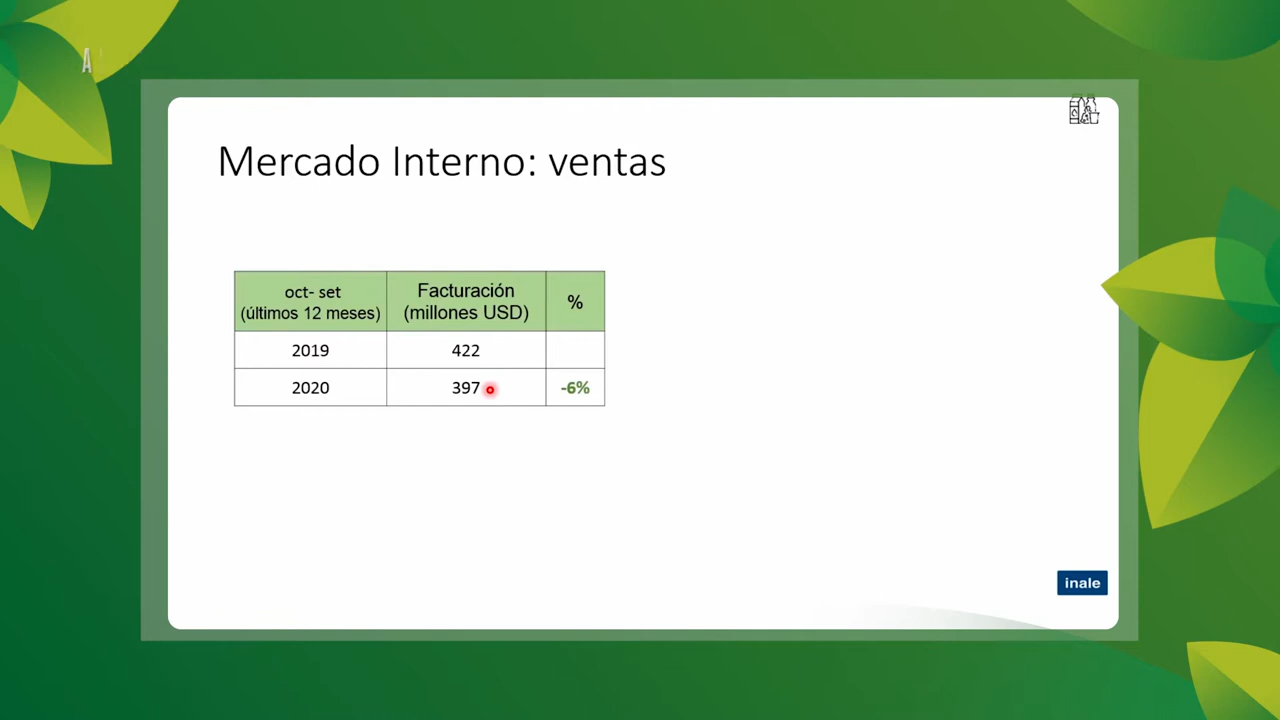 A
Mercado Interno: ventas
oct- set
(últimos 12 meses)
Facturación
(millones USD)
%
2019
422
2020
397
-6%
inale